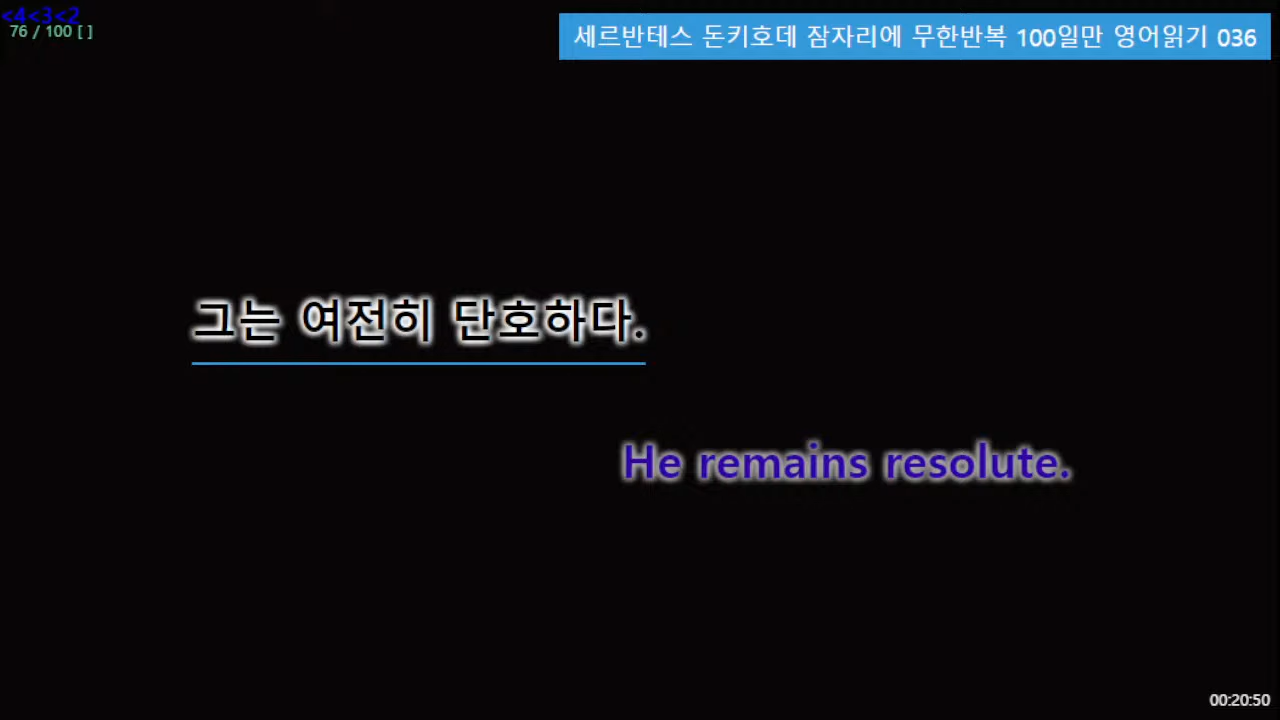 <4<3<2
76 / 100 [ ]
세르반테스 돈키호데 잠자리에 무한반복 100일만 영어읽기 036
그는 여전히 단호하다.
He remains resolute.
00:20:50